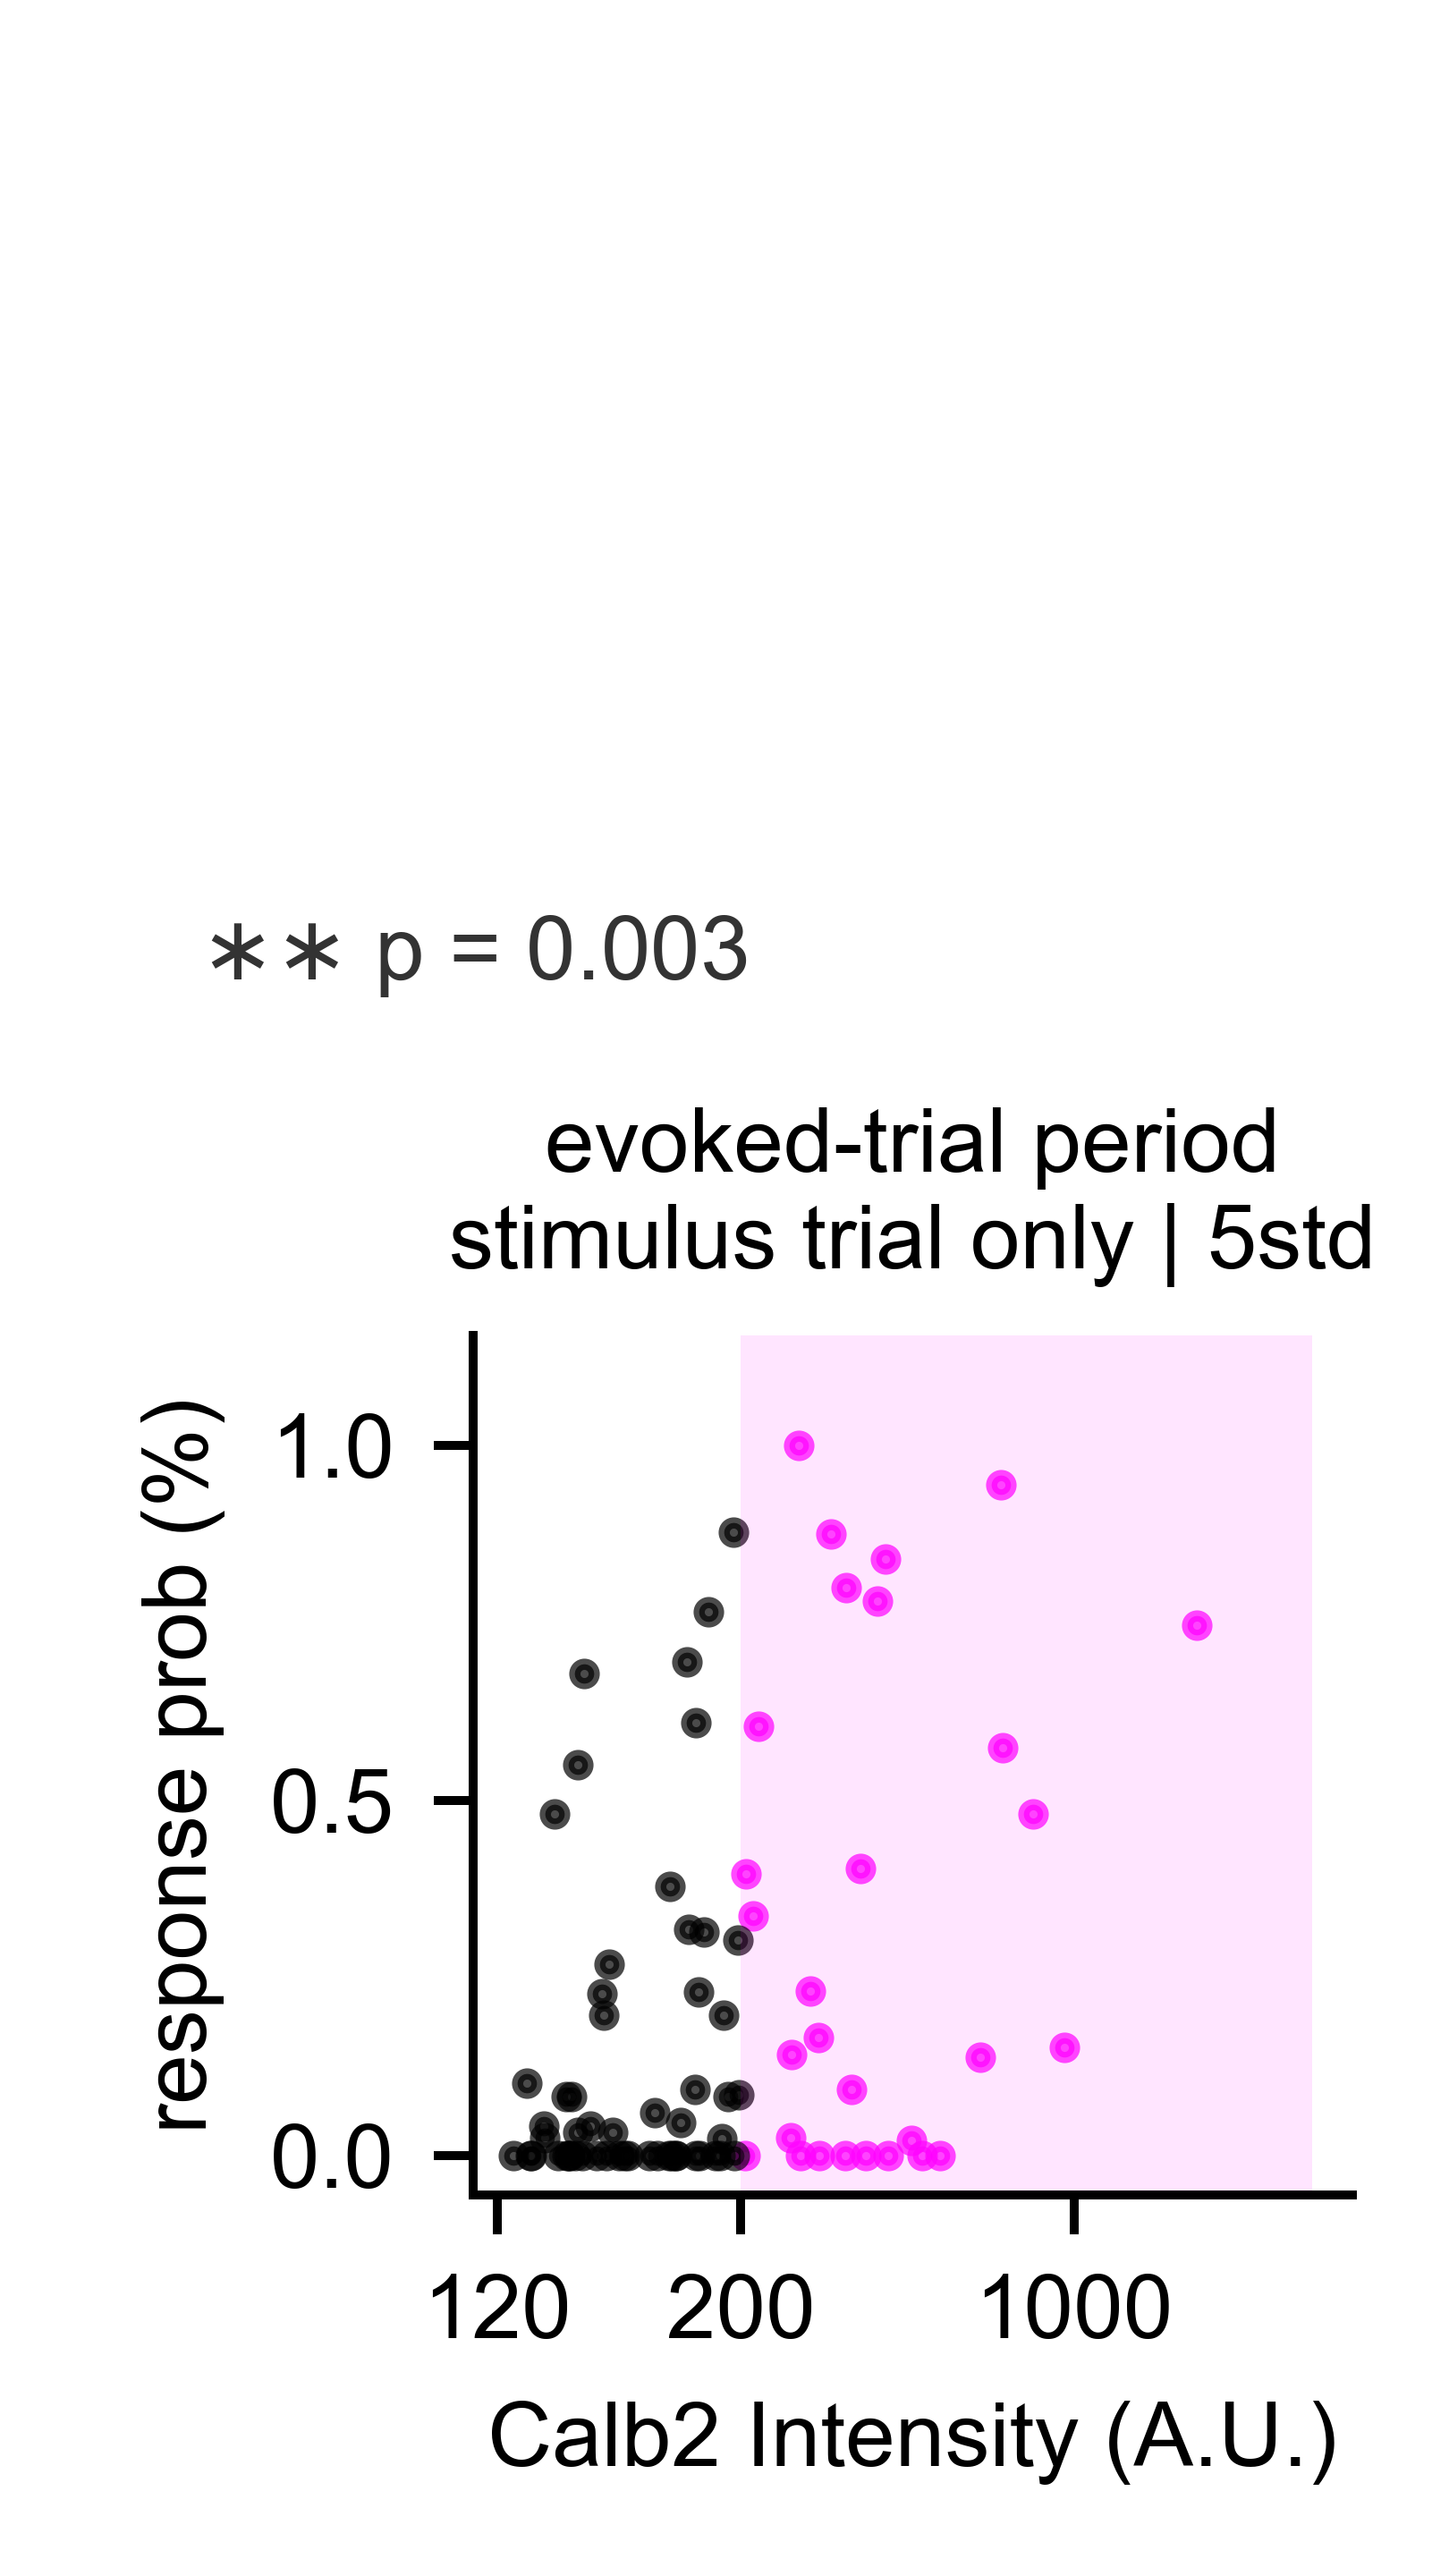 ** p = 0.003
evoked-trial period
stimulus trial only | 5std
response prob (%)
1.0
0.5
0.0
120 200 1000
Calb2 Intensity (A.U.)